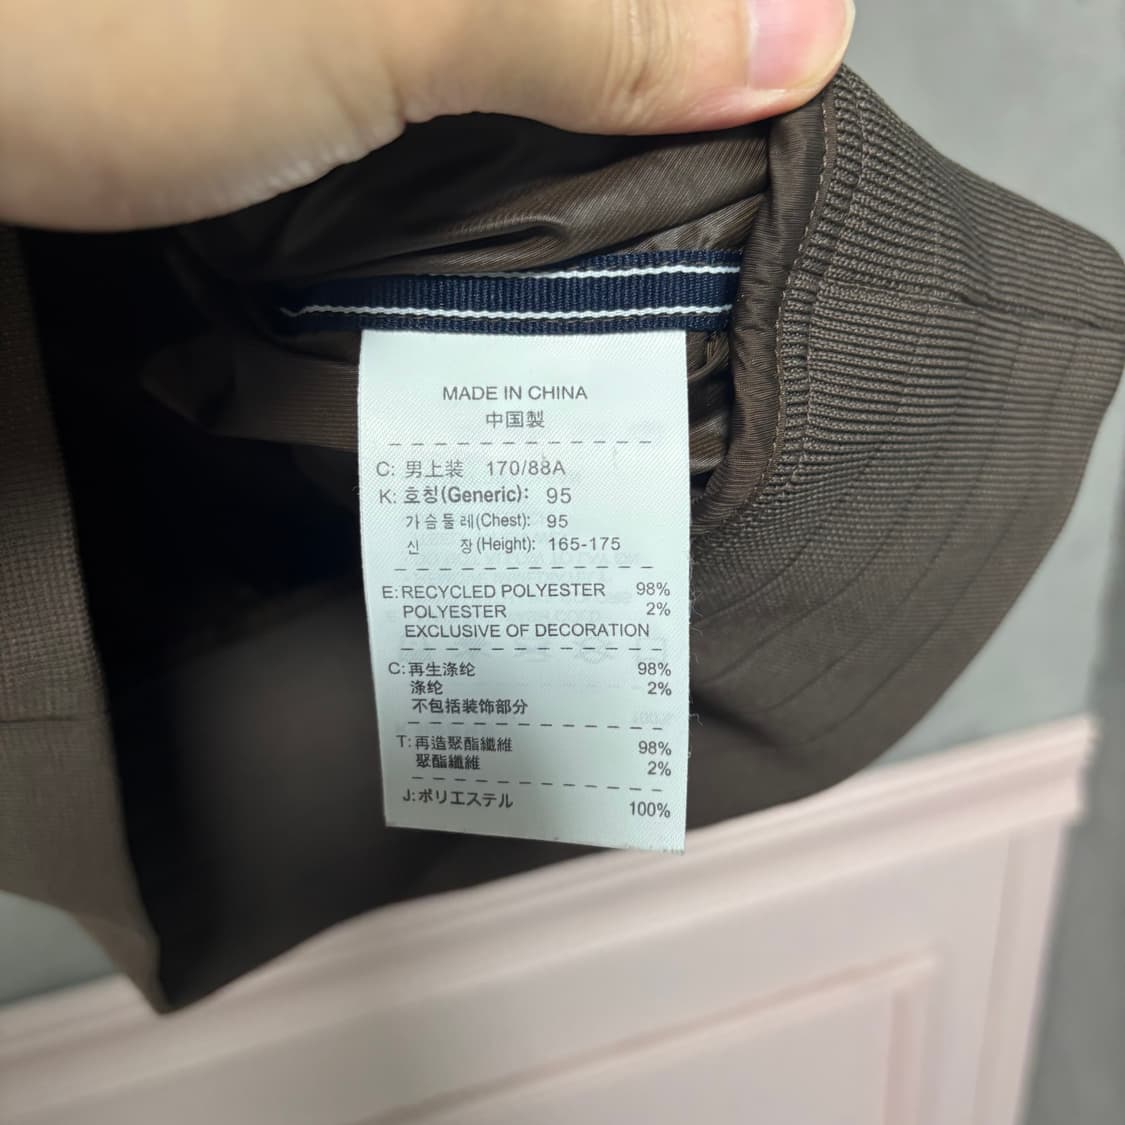 MADE IN CHINA
中国製
C: 男上装 170/88A
K: 호칭(Generic): 95
가슴둘레(Chest): 95
신 장(Height): 165-175
E: RECYCLED POLYESTER 98%
POLYESTER 2%
EXCLUSIVE OF DECORATION
C: 再生涤纶 98%
涤纶 2%
不包括装饰部分
T: 再造聚酯纖維 98%
聚酯纖維 2%
J: ポリエステル 100%